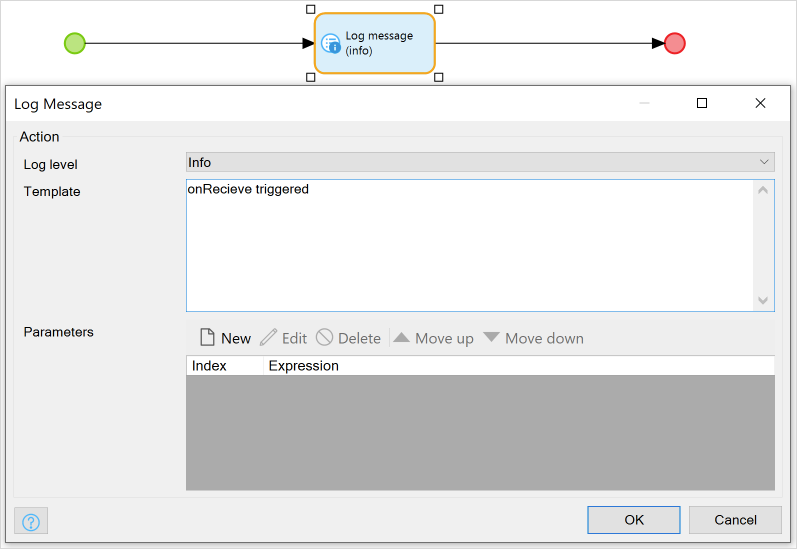 Log message
(info)
Log Message
Action
Log level
Info
Template
onRecieve triggered
Parameters
New Edit Delete Move up Move down
Index Expression
OK Cancel